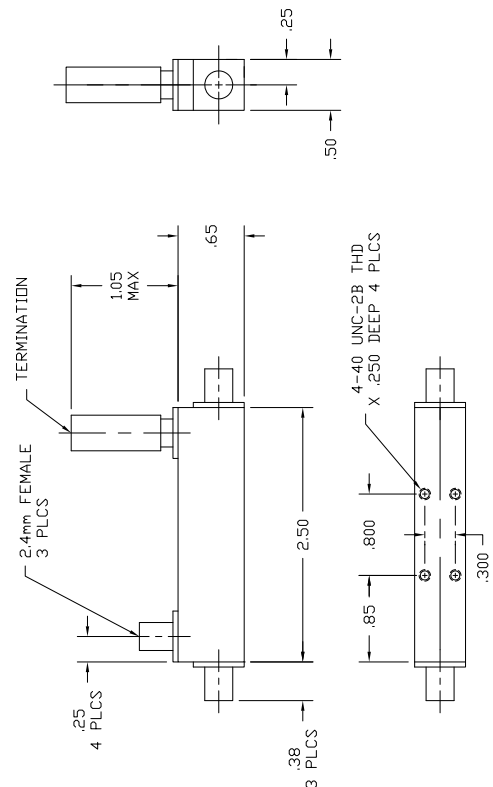 .25
.50
TERMINATION
1.05
MAX
.65
2.4mm FEMALE
3 PLCS
2.50
.25
4 PLCS
.38
3 PLCS
4-40 UNC-2B THD
X .250 DEEP 4 PLCS
.800
.85
.300